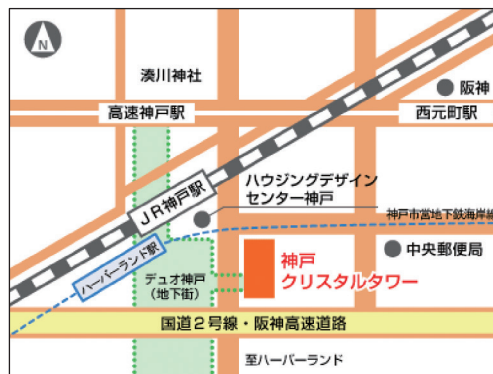 N
湊川神社
阪神
高速神戸駅
西元町駅
JR神戸駅
ハウジングデザイン
センター神戸
神戸市営地下鉄海岸線
ハーバーランド駅
中央郵便局
デュオ神戸
(地下街)
神戸
クリスタルタワー
国道2号線・阪神高速道路
至ハーバーランド